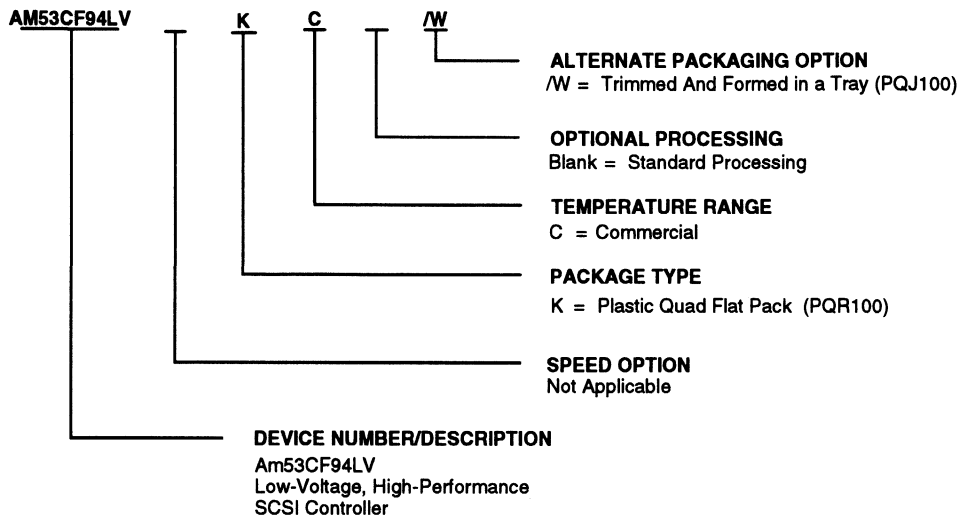 AM53CF94LV K C /W
ALTERNATE PACKAGING OPTION
/W = Trimmed And Formed in a Tray (PQJ100)
OPTIONAL PROCESSING
Blank = Standard Processing
TEMPERATURE RANGE
C = Commercial
PACKAGE TYPE
K = Plastic Quad Flat Pack (PQR100)
SPEED OPTION
Not Applicable
DEVICE NUMBER/DESCRIPTION
Am53CF94LV
Low-Voltage, High-Performance
SCSI Controller